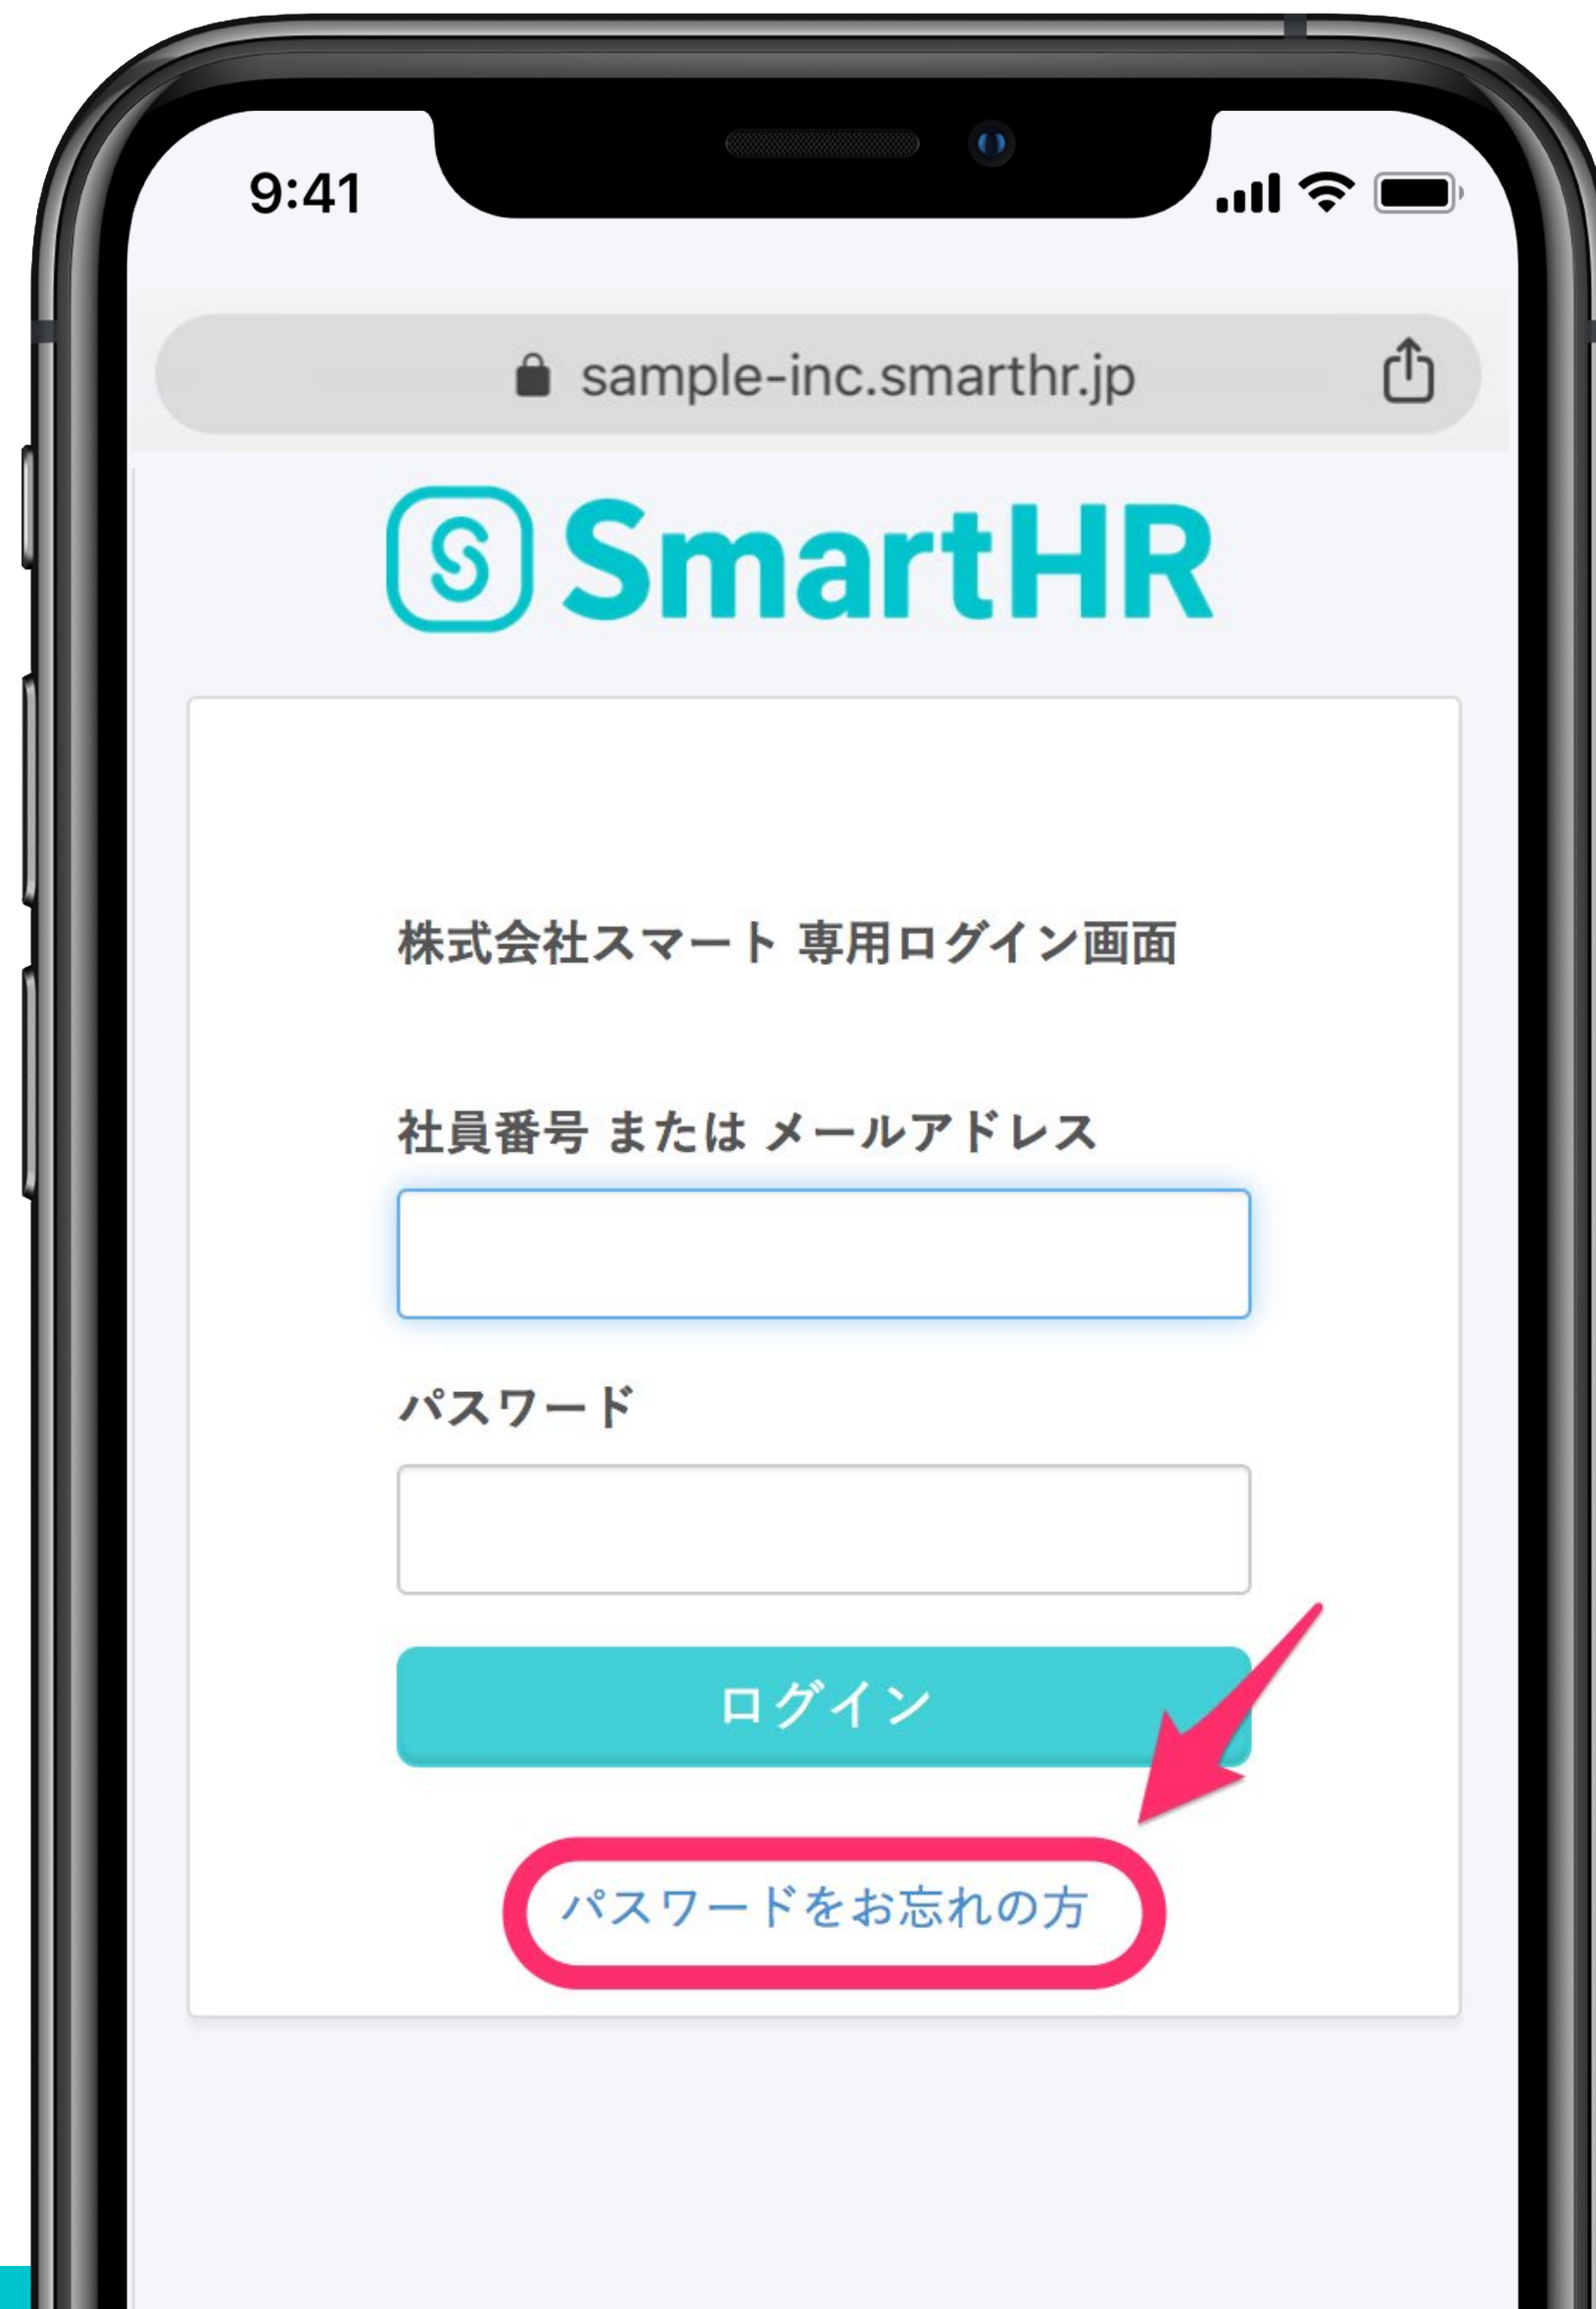 9:41
sample-inc.smarthr.jp
SmartHR
株式会社スマート 専用ログイン画面
社員番号 または メールアドレス
パスワード
ログイン
パスワードをお忘れの方